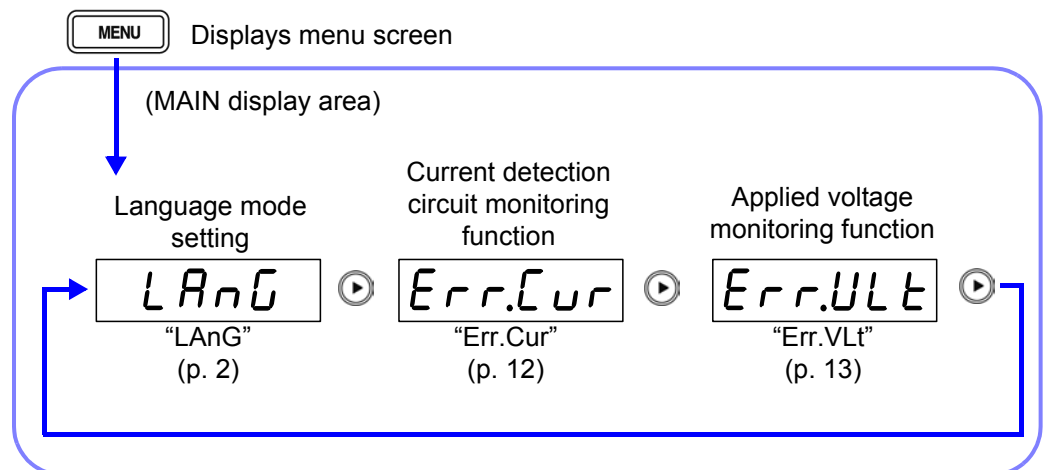 MENU Displays menu screen
(MAIN display area)
Language mode
setting
LAnG
“LAnG”
(p. 2)
Current detection
circuit monitoring
function
Err.Cur
“Err.Cur”
(p. 12)
Applied voltage
monitoring function
Err.VLt
“Err.VLt”
(p. 13)